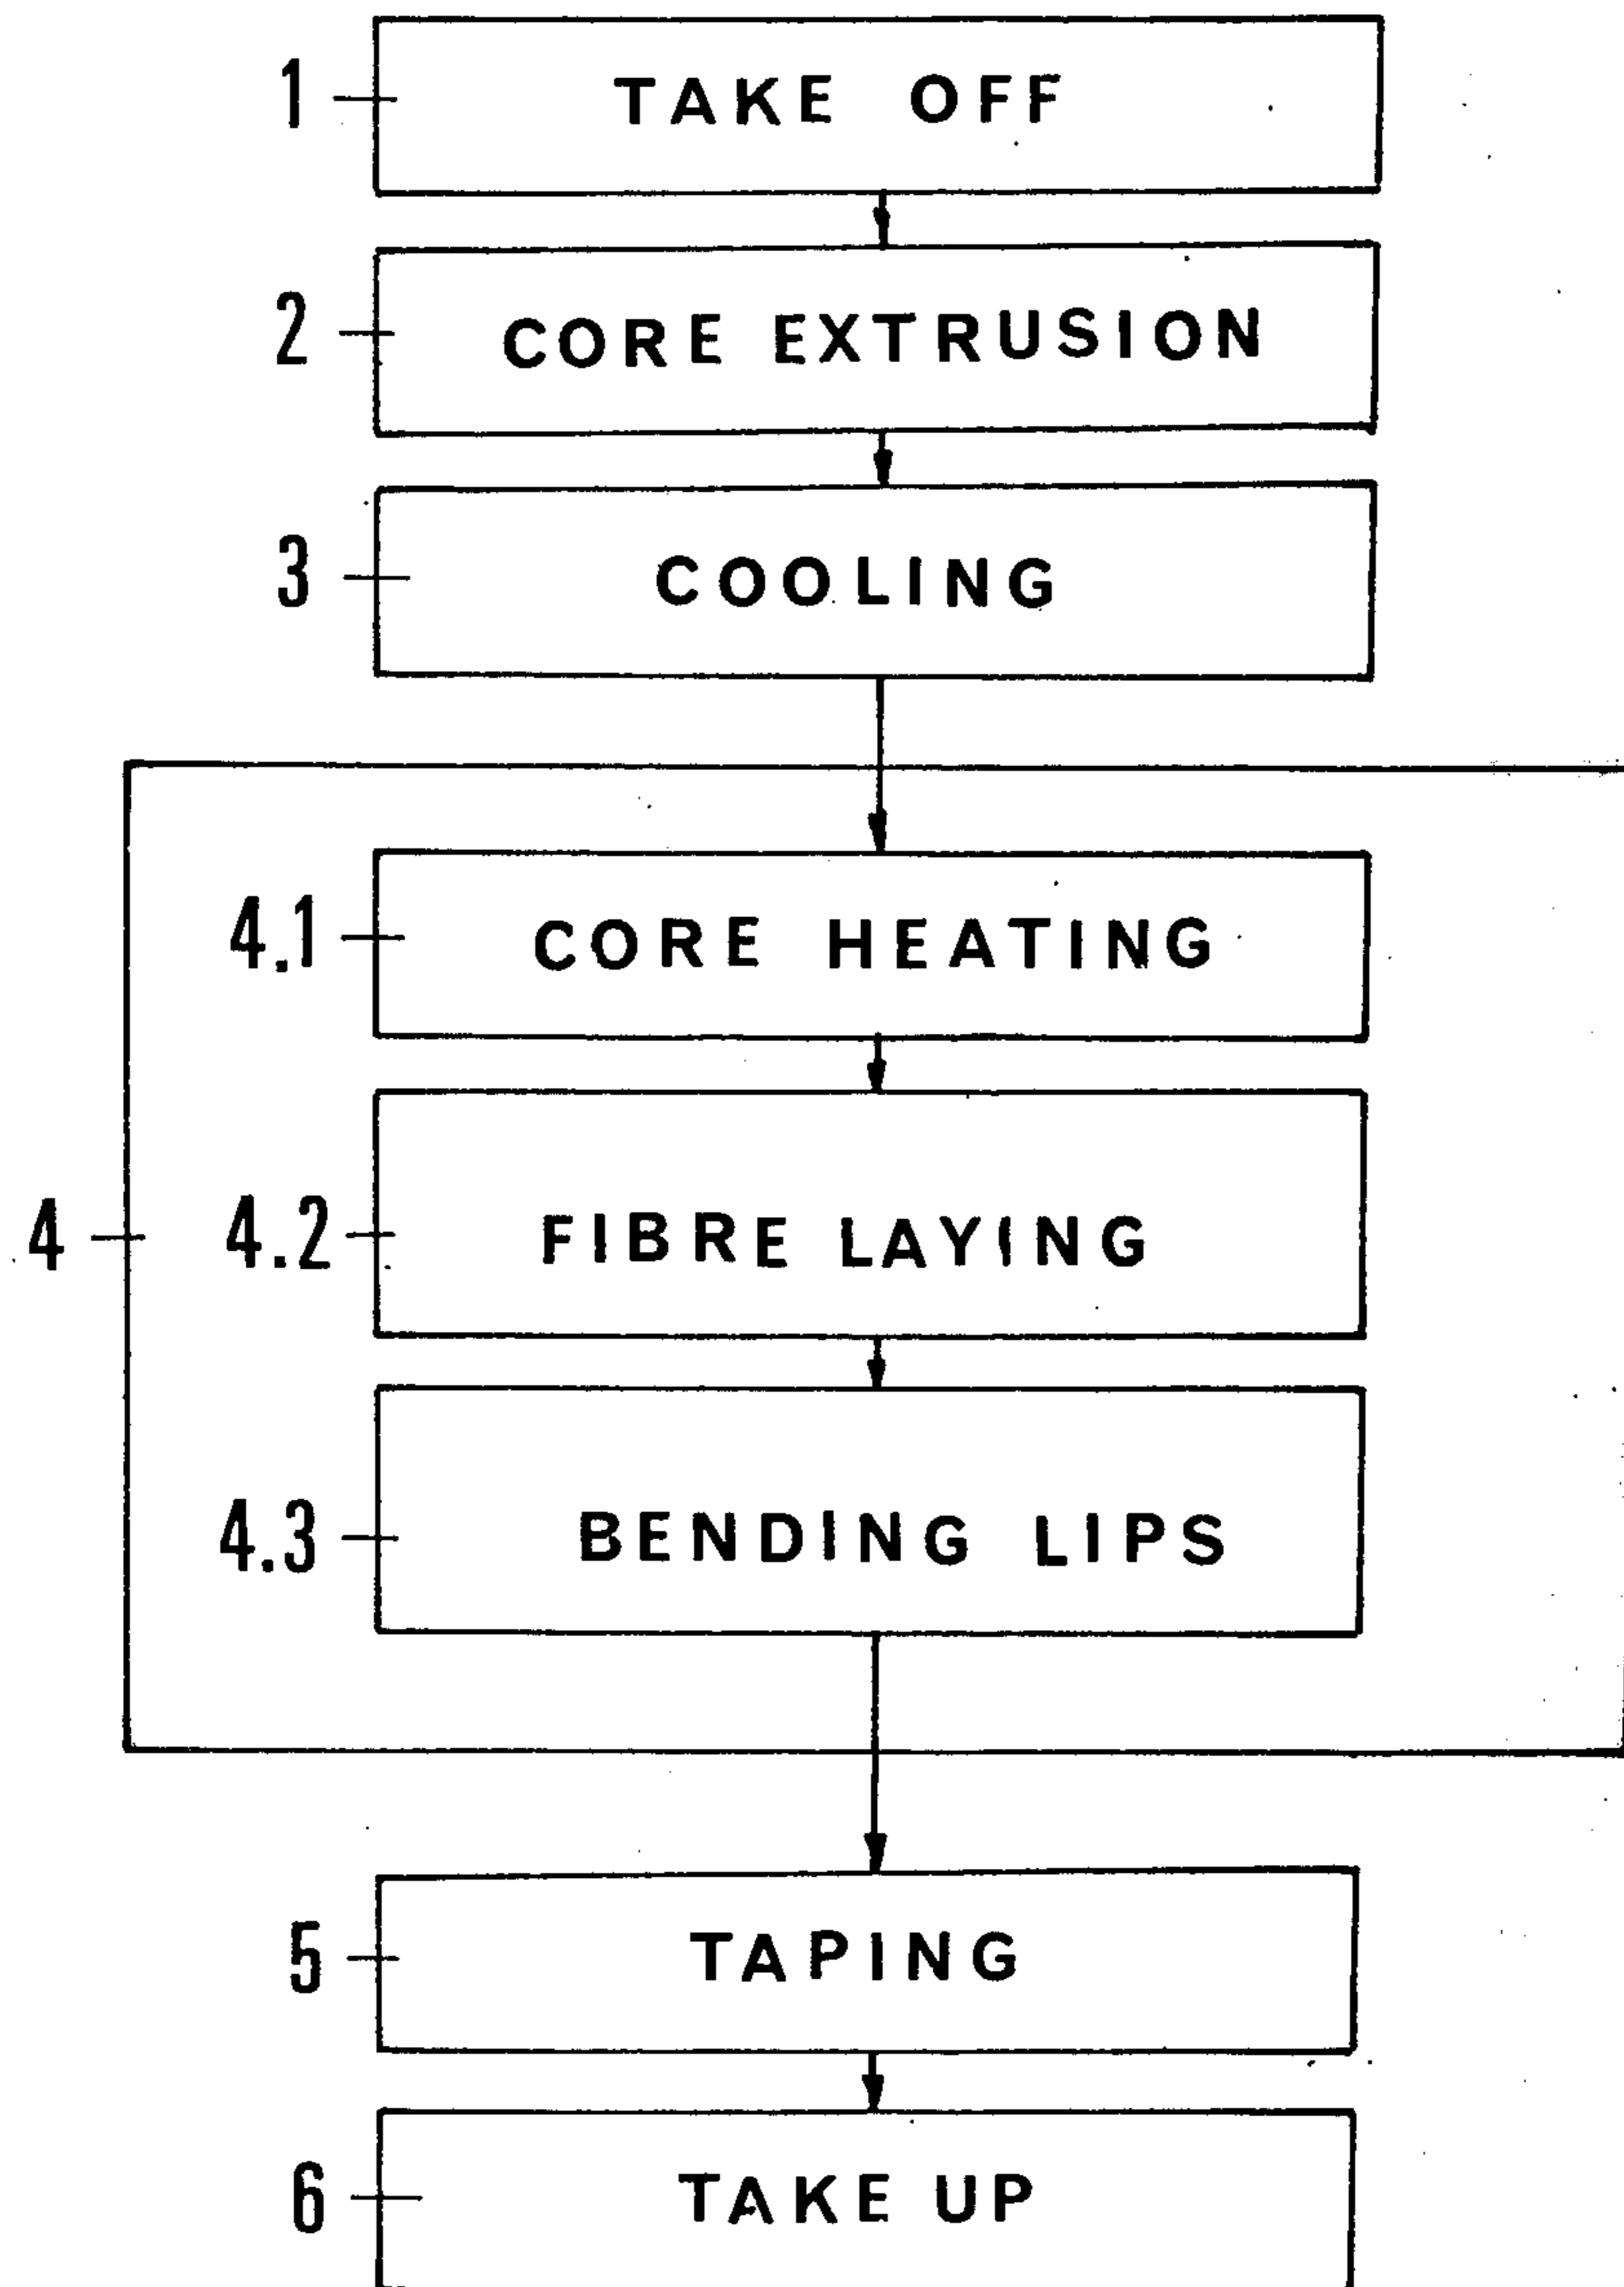 1 TAKE OFF
2 CORE EXTRUSION
3 COOLING
4.1 CORE HEATING
4 4.2 FIBRE LAYING
4.3 BENDING LIPS
5 TAPING
6 TAKE UP